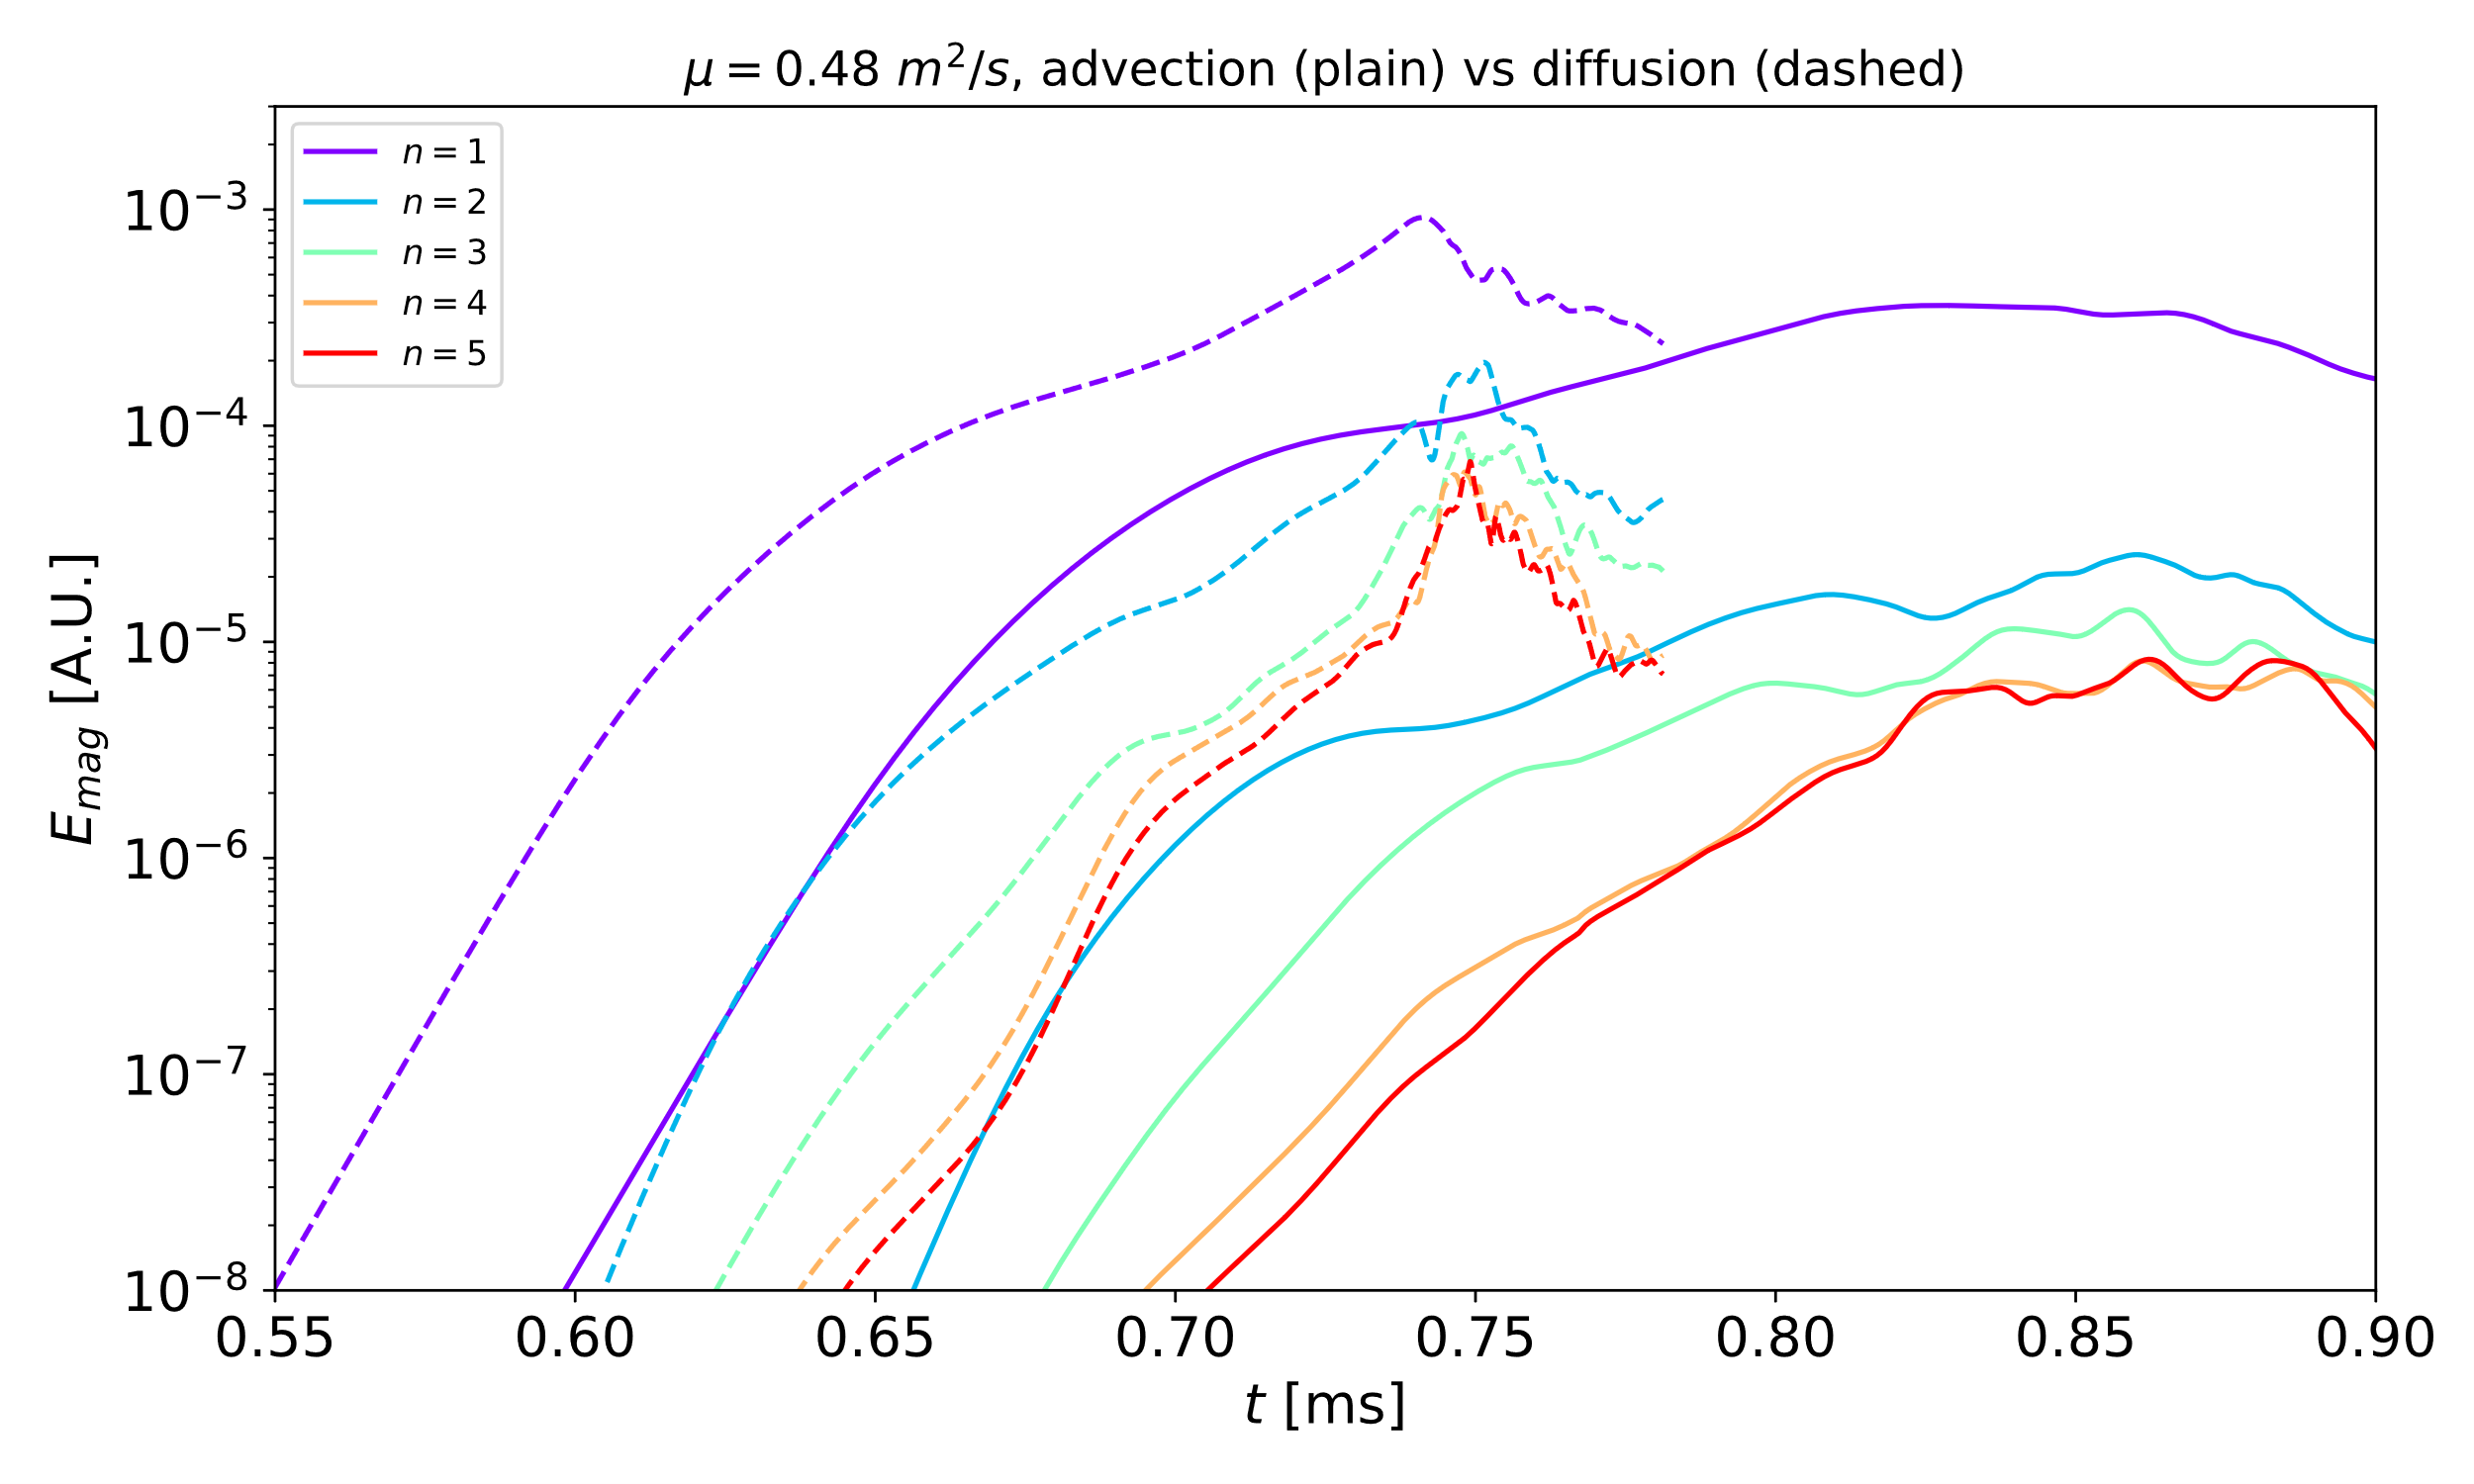 μ = 0.48 m²/s, advection (plain) vs diffusion (dashed)
n = 1
n = 2
n = 3
n = 4
n = 5
E_mag [A.U.]
10⁻³
10⁻⁴
10⁻⁵
10⁻⁶
10⁻⁷
10⁻⁸
0.55 0.60 0.65 0.70 0.75 0.80 0.85 0.90
t [ms]